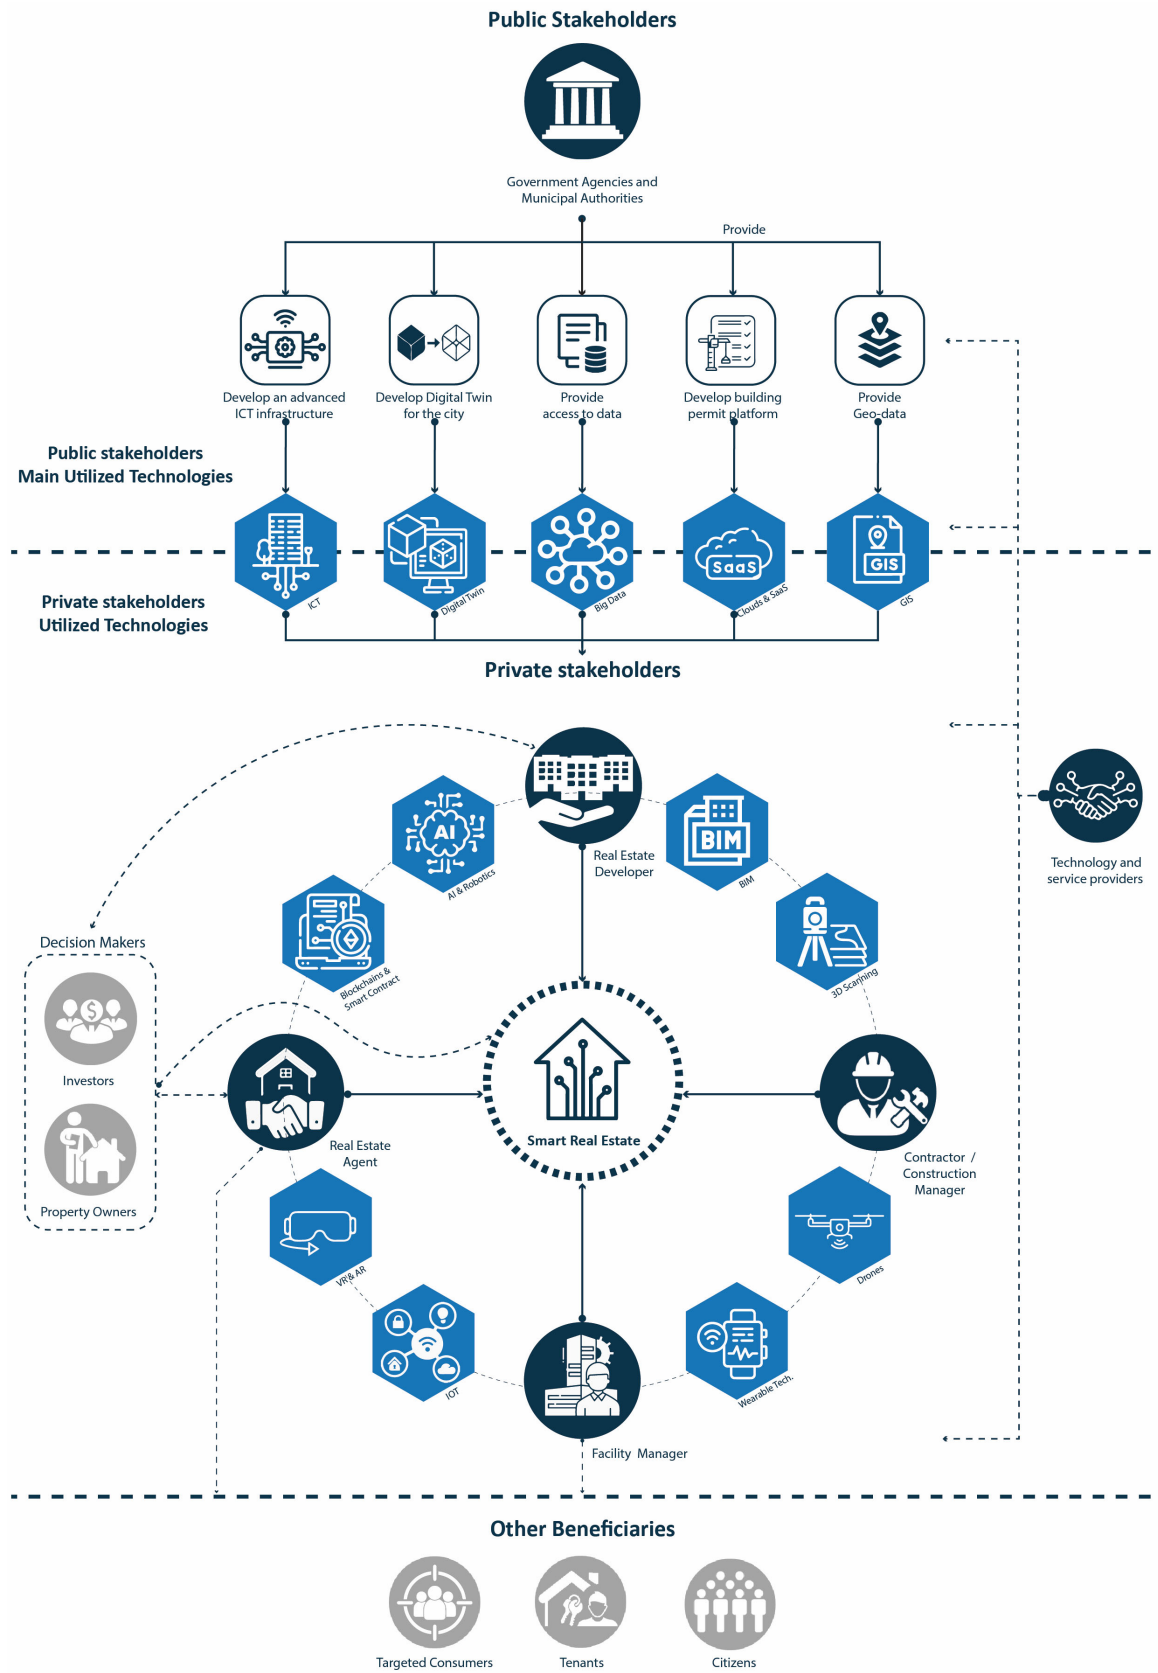 Public Stakeholders
Government Agencies and
Municipal Authorities
Provide
Develop an advanced
ICT infrastructure
Develop Digital Twin
for the city
Provide
access to data
Develop building
permit platform
Provide
Geo-data
Public stakeholders
Main Utilized Technologies
SaaS
GIS
ICT
Digital Twin
Big Data
Clouds & SaaS
GIS
Private stakeholders
Utilized Technologies
Private stakeholders
AI
AI & Robotics
Real Estate
Developer
BIM
BIM
Technology and
service providers
Blockchains &
Smart Contract
3D Scanning
Decision Makers
$
Investors
Property Owners
Real Estate
Agent
Smart Real Estate
Contractor /
Construction
Manager
VR & AR
Drones
IOT
Wearable Tech.
Facility Manager
Other Beneficiaries
Targeted Consumers
Tenants
Citizens